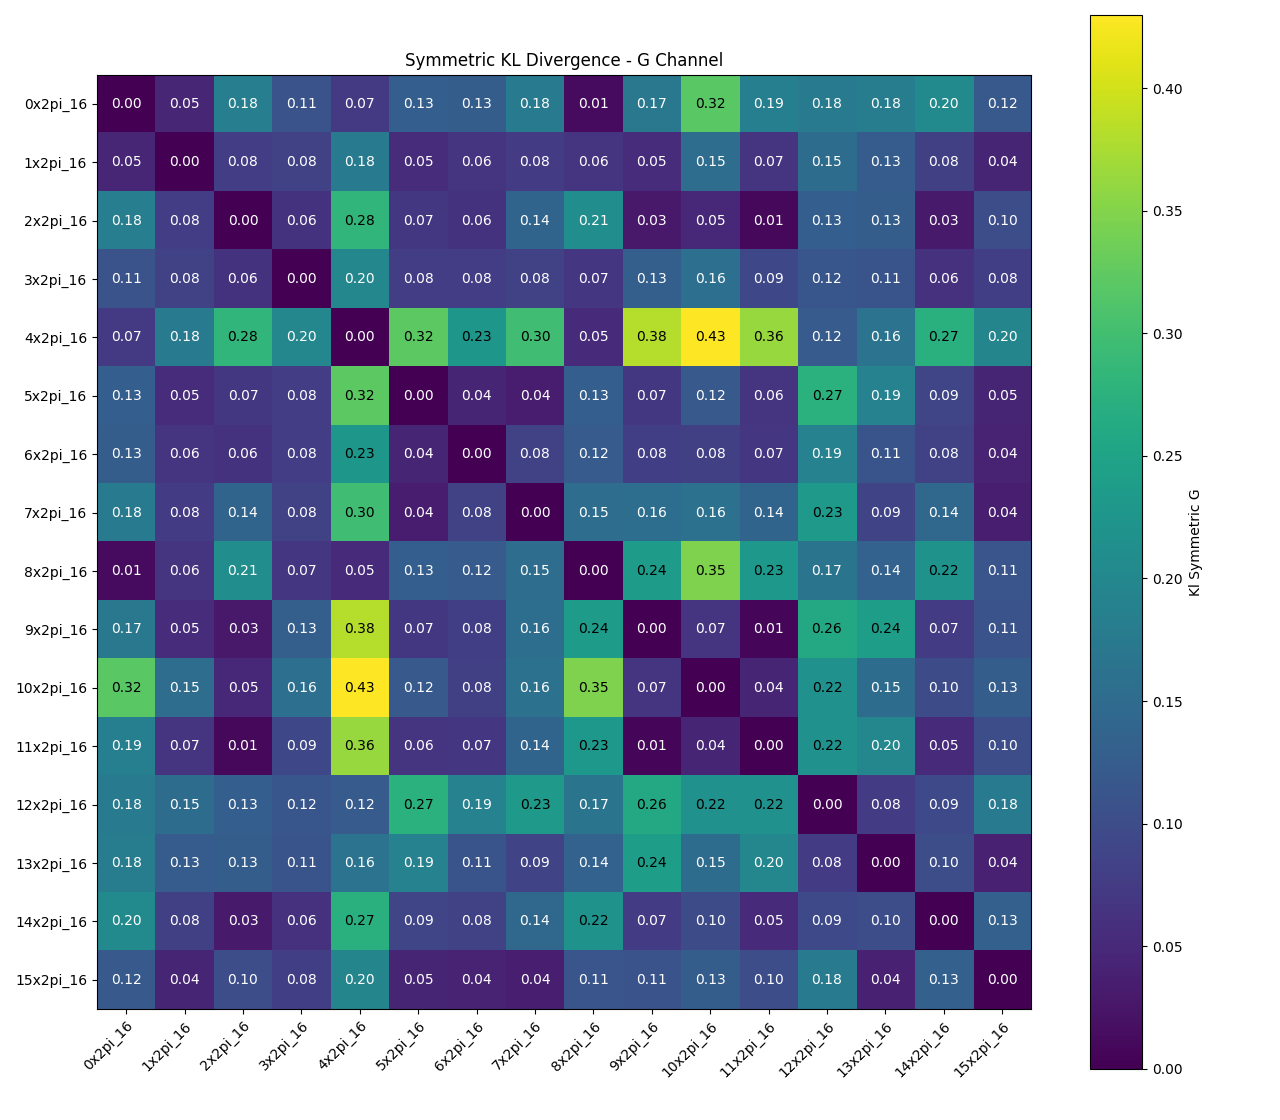 Symmetric KL Divergence - G Channel
0x2pi_16 0.00 0.05 0.18 0.11 0.07 0.13 0.13 0.18 0.01 0.17 0.32 0.19 0.18 0.18 0.20 0.12
1x2pi_16 0.05 0.00 0.08 0.08 0.18 0.05 0.06 0.08 0.06 0.05 0.15 0.07 0.15 0.13 0.08 0.04
2x2pi_16 0.18 0.08 0.00 0.06 0.28 0.07 0.06 0.14 0.21 0.03 0.05 0.01 0.13 0.13 0.03 0.10
3x2pi_16 0.11 0.08 0.06 0.00 0.20 0.08 0.08 0.08 0.07 0.13 0.16 0.09 0.12 0.11 0.06 0.08
4x2pi_16 0.07 0.18 0.28 0.20 0.00 0.32 0.23 0.30 0.05 0.38 0.43 0.36 0.12 0.16 0.27 0.20
5x2pi_16 0.13 0.05 0.07 0.08 0.32 0.00 0.04 0.04 0.13 0.07 0.12 0.06 0.27 0.19 0.09 0.05
6x2pi_16 0.13 0.06 0.06 0.08 0.23 0.04 0.00 0.08 0.12 0.08 0.08 0.07 0.19 0.11 0.08 0.04
7x2pi_16 0.18 0.08 0.14 0.08 0.30 0.04 0.08 0.00 0.15 0.16 0.16 0.14 0.23 0.09 0.14 0.04
8x2pi_16 0.01 0.06 0.21 0.07 0.05 0.13 0.12 0.15 0.00 0.24 0.35 0.23 0.17 0.14 0.22 0.11
9x2pi_16 0.17 0.05 0.03 0.13 0.38 0.07 0.08 0.16 0.24 0.00 0.07 0.01 0.26 0.24 0.07 0.11
10x2pi_16 0.32 0.15 0.05 0.16 0.43 0.12 0.08 0.16 0.35 0.07 0.00 0.04 0.22 0.15 0.10 0.13
11x2pi_16 0.19 0.07 0.01 0.09 0.36 0.06 0.07 0.14 0.23 0.01 0.04 0.00 0.22 0.20 0.05 0.10
12x2pi_16 0.18 0.15 0.13 0.12 0.12 0.27 0.19 0.23 0.17 0.26 0.22 0.22 0.00 0.08 0.09 0.18
13x2pi_16 0.18 0.13 0.13 0.11 0.16 0.19 0.11 0.09 0.14 0.24 0.15 0.20 0.08 0.00 0.10 0.04
14x2pi_16 0.20 0.08 0.03 0.06 0.27 0.09 0.08 0.14 0.22 0.07 0.10 0.05 0.09 0.10 0.00 0.13
15x2pi_16 0.12 0.04 0.10 0.08 0.20 0.05 0.04 0.04 0.11 0.11 0.13 0.10 0.18 0.04 0.13 0.00
0x2pi_16 1x2pi_16 2x2pi_16 3x2pi_16 4x2pi_16 5x2pi_16 6x2pi_16 7x2pi_16 8x2pi_16 9x2pi_16 10x2pi_16 11x2pi_16 12x2pi_16 13x2pi_16 14x2pi_16 15x2pi_16
0.40
0.35
0.30
0.25
0.20
0.15
0.10
0.05
0.00
Kl Symmetric G